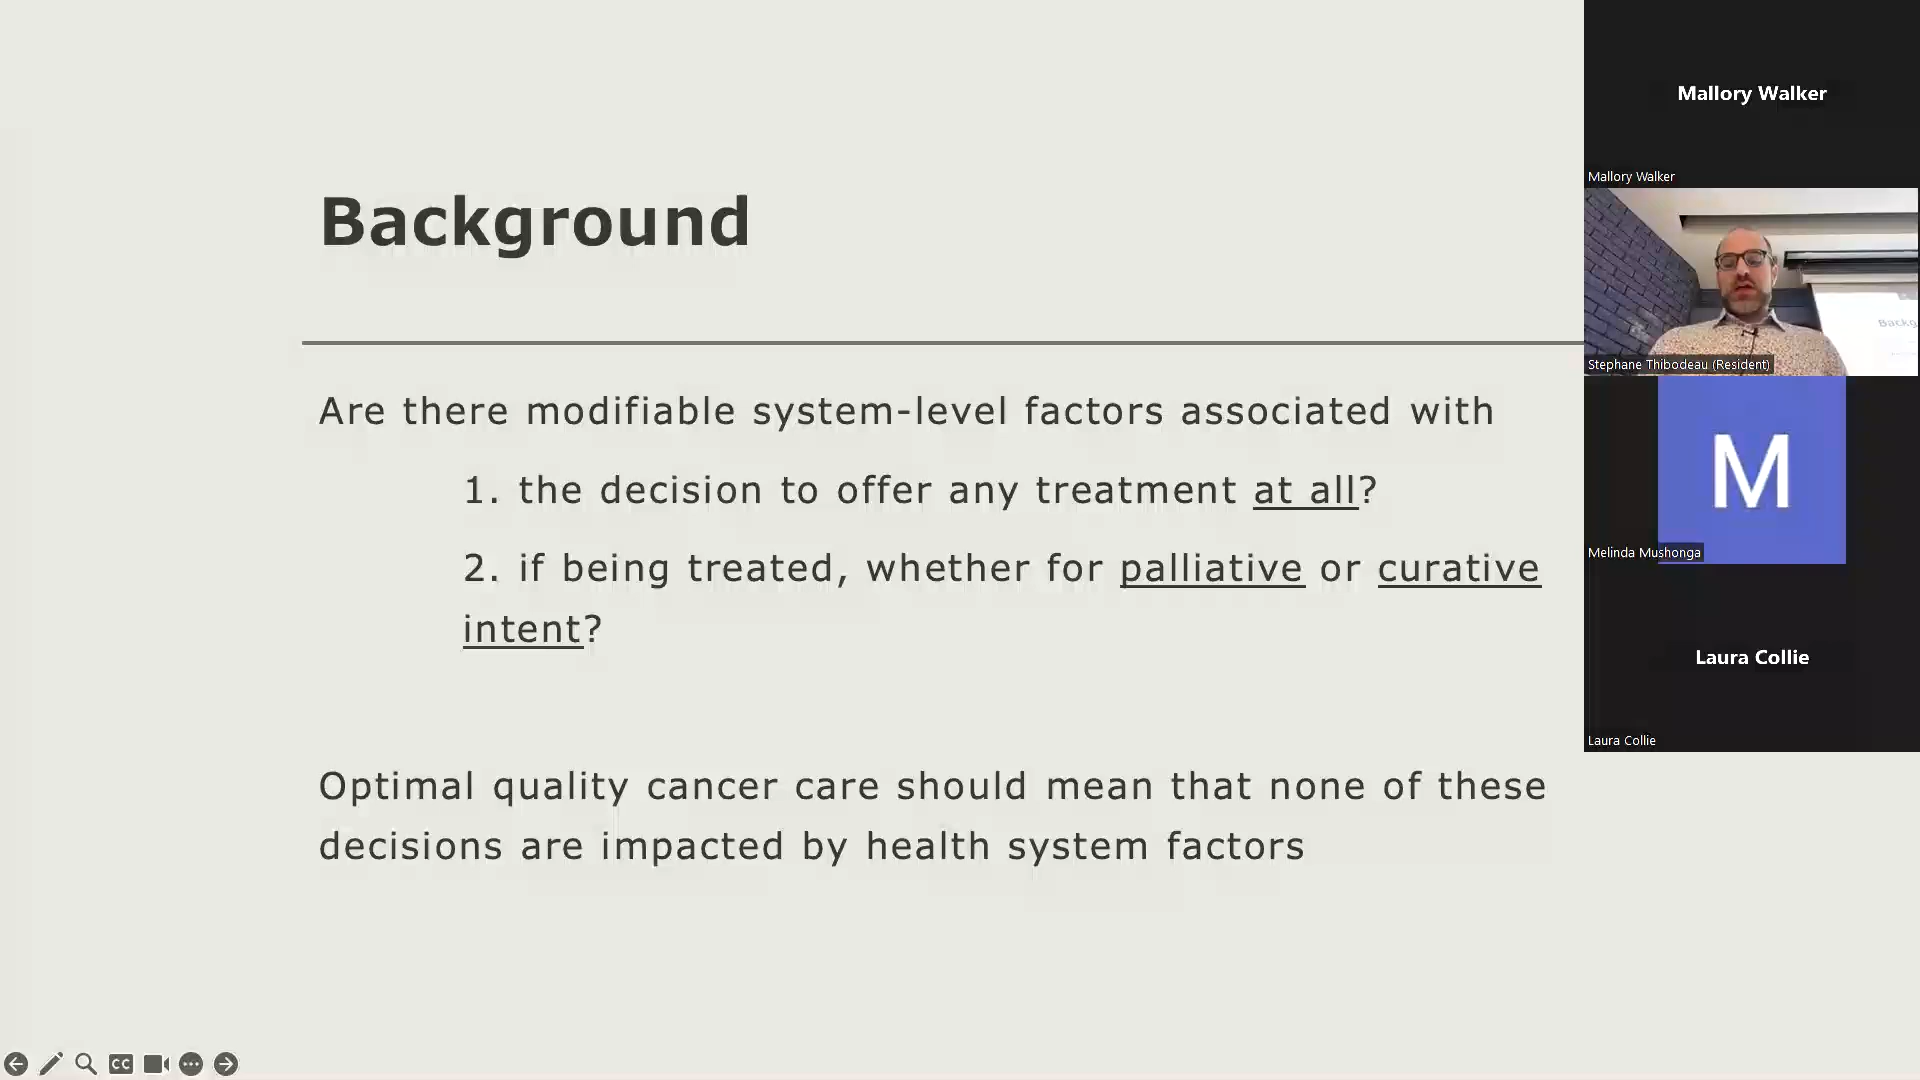 Background
Are there modifiable system-level factors associated with
1. the decision to offer any treatment at all?
2. if being treated, whether for palliative or curative
intent?
Optimal quality cancer care should mean that none of these
decisions are impacted by health system factors
Mallory Walker
Mallory Walker
Backg
Stephane Thibodeau (Resident)
M
Melinda Mushonga
Laura Collie
Laura Collie
CC